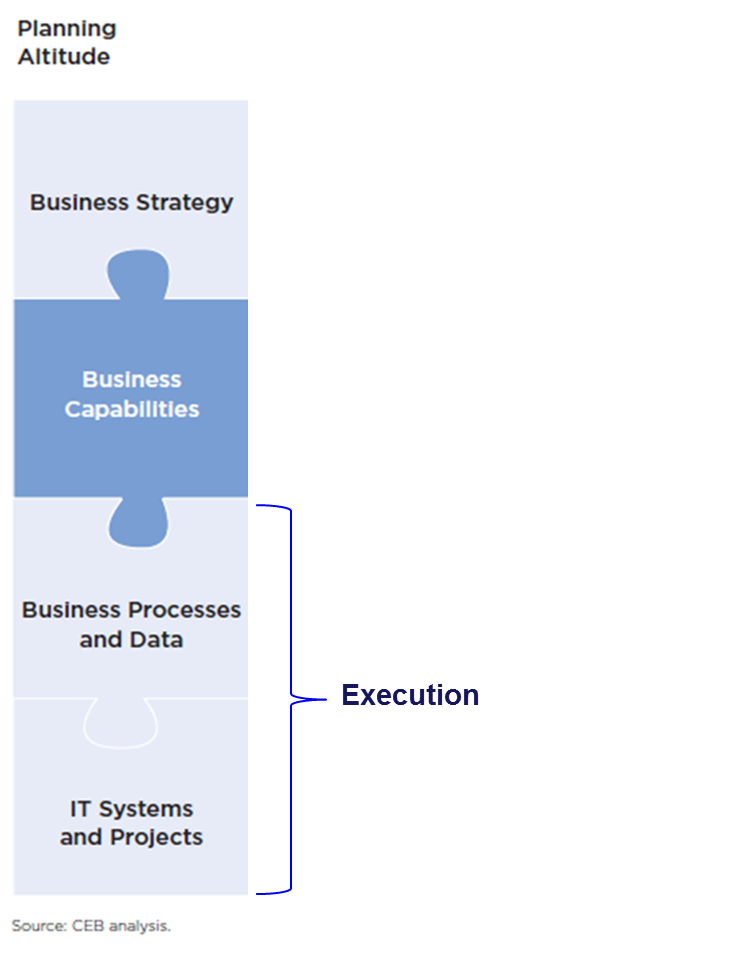 Planning
Altitude
Business Strategy
Business
Capabilities
Business Processes
and Data
Execution
IT Systems
and Projects
Source: CEB analysis.